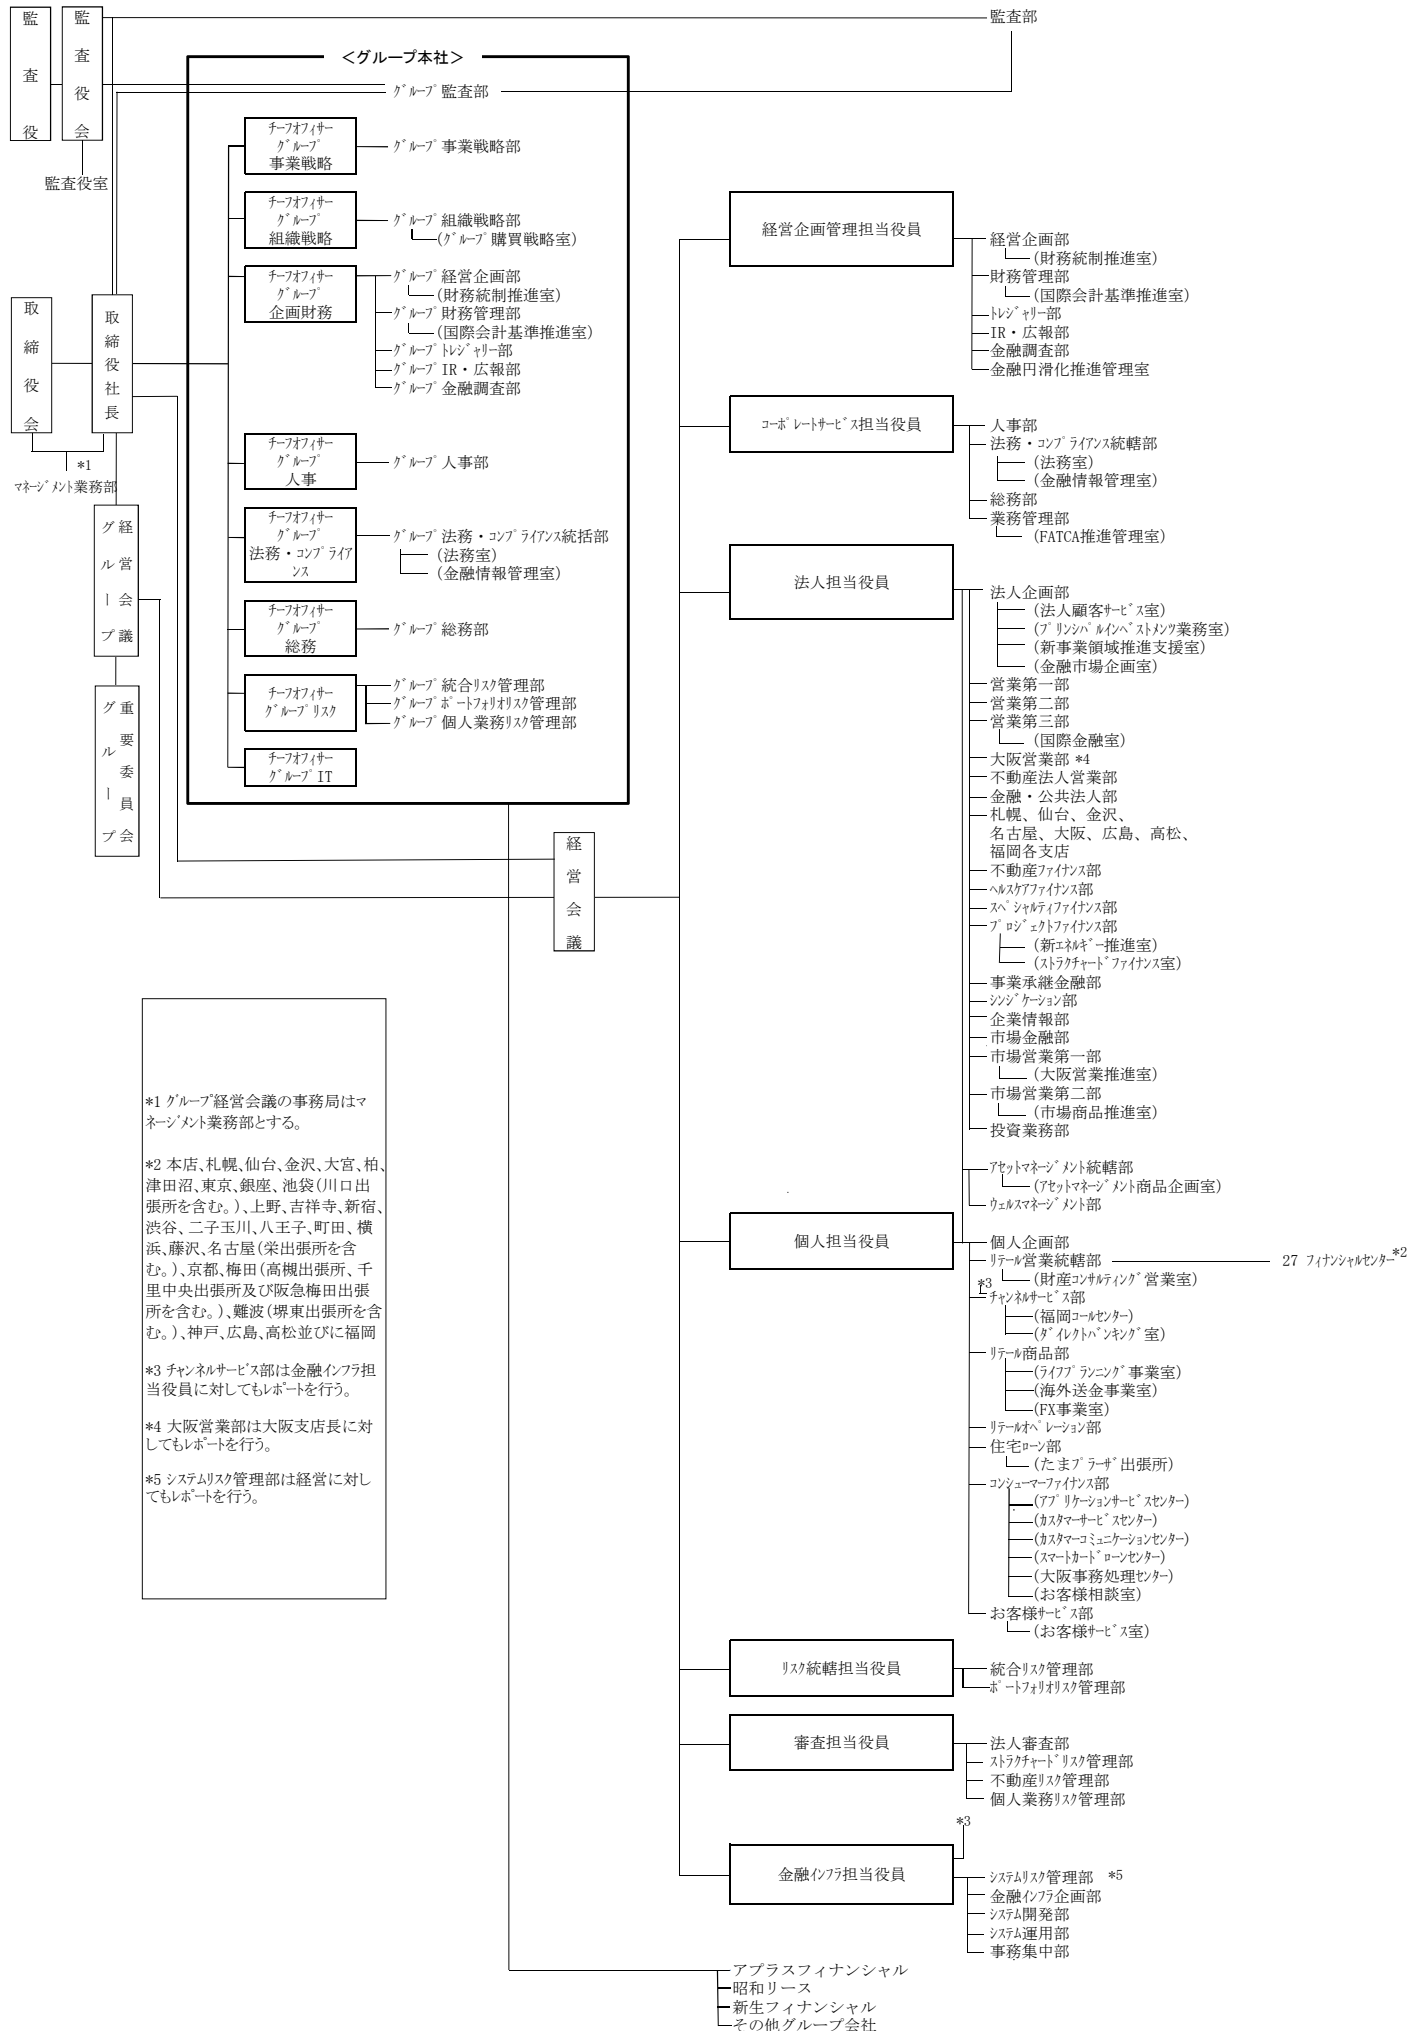 監査役
監査役会
監査部
＜グループ本社＞
グループ監査部
監査役室
チーフオフィサー
グループ
事業戦略
グループ事業戦略部
チーフオフィサー
グループ
組織戦略
グループ組織戦略部
(グループ購買戦略室)
チーフオフィサー
グループ
企画財務
グループ経営企画部
(財務統制推進室)
グループ財務管理部
(国際会計基準推進室)
グループトレジャリー部
グループIR・広報部
グループ金融調査部
取締役会
取締役社長
*1
マネージメント業務部
チーフオフィサー
グループ
人事
グループ人事部
チーフオフィサー
グループ
法務・コンプライア
ンス
グループ法務・コンプライアンス統括部
(法務室)
(金融情報管理室)
チーフオフィサー
グループ
総務
グループ総務部
チーフオフィサー
グループリスク
グループ統合リスク管理部
グループポートフォリオリスク管理部
グループ個人業務リスク管理部
チーフオフィサー
グループIT
グループ
経営会議
グループ
重要委員会
経営会議
経営企画管理担当役員
経営企画部
(財務統制推進室)
財務管理部
(国際会計基準推進室)
トレジャリー部
IR・広報部
金融調査部
金融円滑化推進管理室
コーポレートサービス担当役員
人事部
法務・コンプライアンス統轄部
(法務室)
(金融情報管理室)
総務部
業務管理部
(FATCA推進管理室)
法人担当役員
法人企画部
(法人顧客サービス室)
(プリンシパルインベストメンツ業務室)
(新事業領域推進支援室)
(金融市場企画室)
営業第一部
営業第二部
営業第三部
(国際金融室)
大阪営業部 *4
不動産法人営業部
金融・公共法人部
札幌、仙台、金沢、
名古屋、大阪、広島、高松、
福岡各支店
不動産ファイナンス部
ヘルスケアファイナンス部
スペシャルティファイナンス部
プロジェクトファイナンス部
(新エネルギー推進室)
(ストラクチャードファイナンス室)
事業承継金融部
シンジケーション部
企業情報部
市場金融部
市場営業第一部
(大阪営業推進室)
市場営業第二部
(市場商品推進室)
投資業務部
アセットマネージメント統轄部
(アセットマネージメント商品企画室)
ウェルスマネージメント部
個人担当役員
個人企画部
リテール営業統轄部
27 フィナンシャルセンター*2
(財産コンサルティング営業室)
*3
チャンネルサービス部
(福岡コールセンター)
(ダイレクトバンキング室)
リテール商品部
(ライフプランニング事業室)
(海外送金事業室)
(FX事業室)
リテールオペレーション部
住宅ローン部
(たまプラーザ出張所)
コンシューマーファイナンス部
(アプリケーションサービスセンター)
(カスタマーサービスセンター)
(カスタマーコミュニケーションセンター)
(スマートカードローンセンター)
(大阪事務処理センター)
(お客様相談室)
お客様サービス部
(お客様サービス室)
リスク統轄担当役員
統合リスク管理部
ポートフォリオリスク管理部
審査担当役員
法人審査部
ストラクチャードリスク管理部
不動産リスク管理部
個人業務リスク管理部
*3
金融インフラ担当役員
システムリスク管理部 *5
金融インフラ企画部
システム開発部
システム運用部
事務集中部
アプラスフィナンシャル
昭和リース
新生フィナンシャル
その他グループ会社
*1 グループ経営会議の事務局はマ
ネージメント業務部とする。
*2 本店、札幌、仙台、金沢、大宮、柏、
津田沼、東京、銀座、池袋(川口出
張所を含む。)、上野、吉祥寺、新宿、
渋谷、二子玉川、八王子、町田、横
浜、藤沢、名古屋(栄出張所を含
む。)、京都、梅田(高槻出張所、千
里中央出張所及び阪急梅田出張
所を含む。)、難波(堺東出張所を含
む。)、神戸、広島、高松並びに福岡
*3 チャンネルサービス部は金融インフラ担
当役員に対してもレポートを行う。
*4 大阪営業部は大阪支店長に対
してもレポートを行う。
*5 システムリスク管理部は経営に対し
てもレポートを行う。